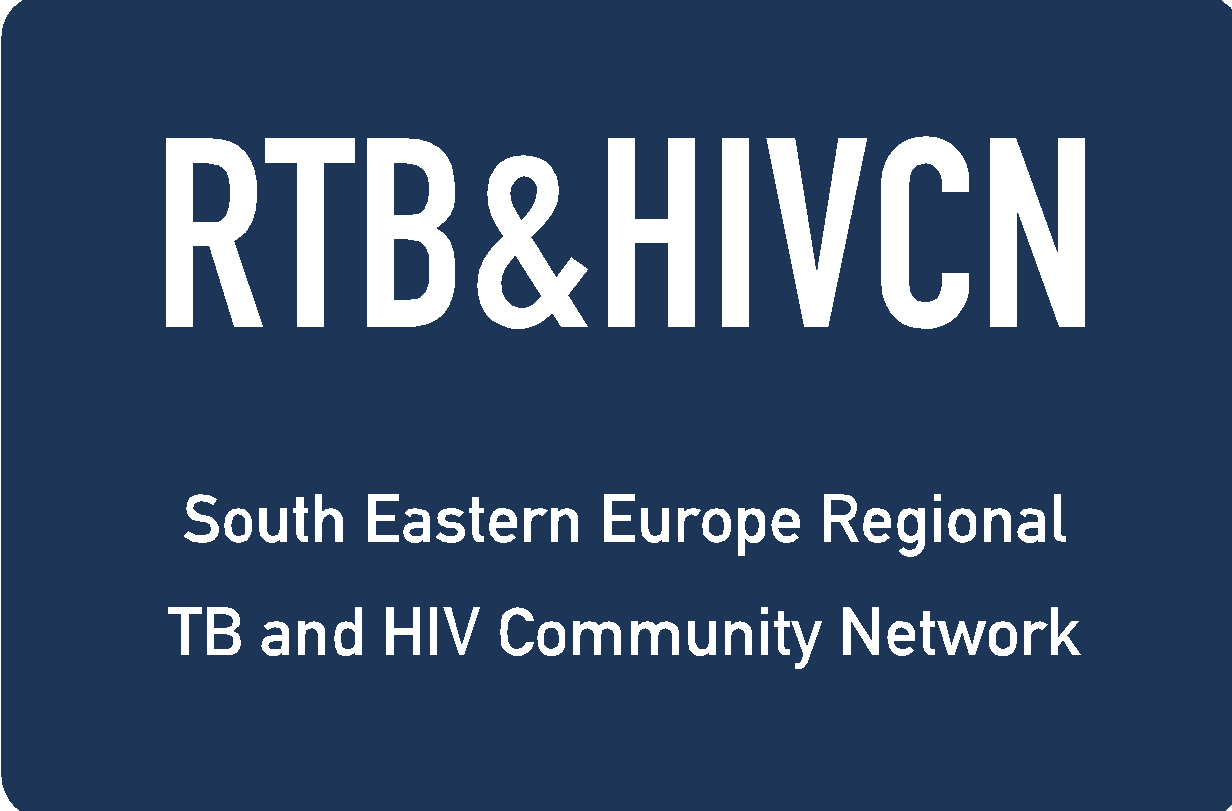 RTB&HIVCN
South Eastern Europe Regional
TB and HIV Community Network